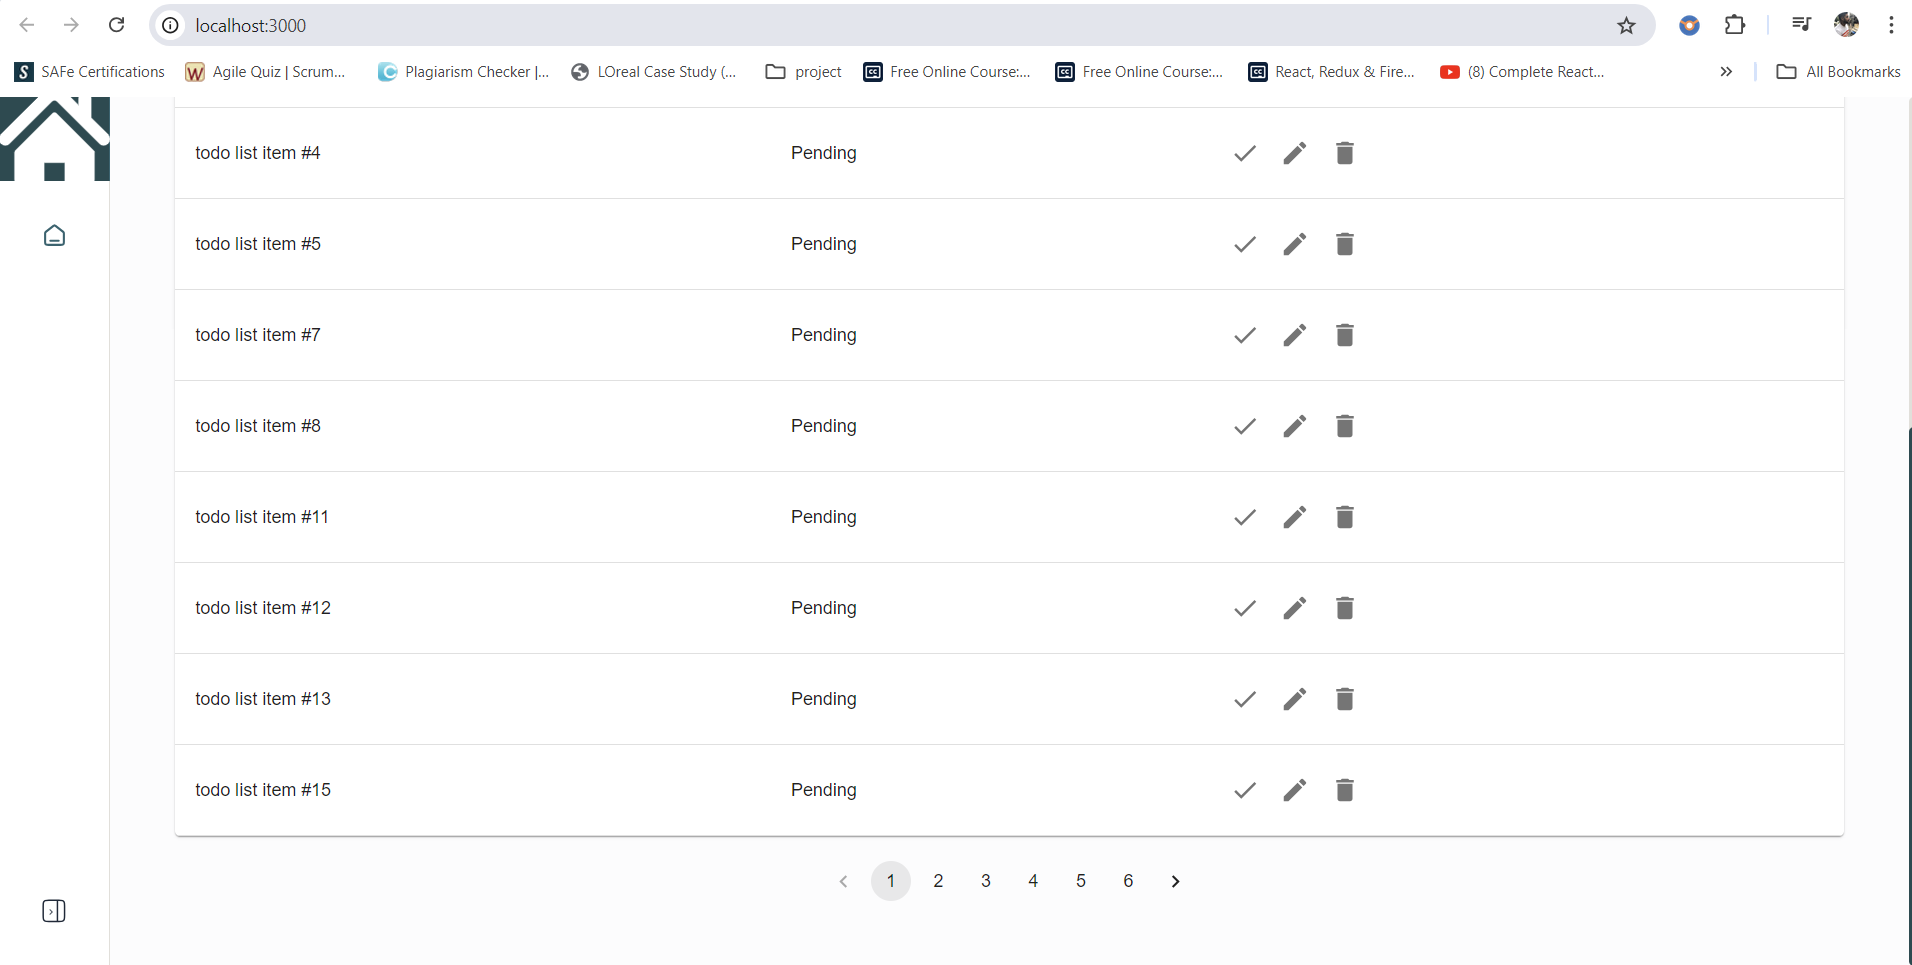 localhost:3000
S SAFe Certifications W Agile Quiz | Scrum... C Plagiarism Checker |... LOreal Case Study (... project CC Free Online Course:... CC Free Online Course:... CC React, Redux & Fire... (8) Complete React... » All Bookmarks
todo list item #4 Pending
todo list item #5 Pending
todo list item #7 Pending
todo list item #8 Pending
todo list item #11 Pending
todo list item #12 Pending
todo list item #13 Pending
todo list item #15 Pending
‹ 1 2 3 4 5 6 ›